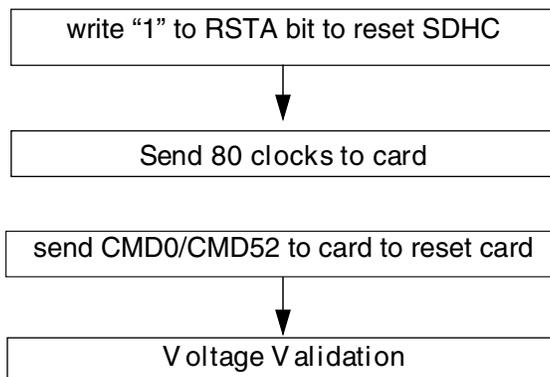 write “1” to RSTA bit to reset SDHC
Send 80 clocks to card
send CMD0/CMD52 to card to reset card
Voltage Validation